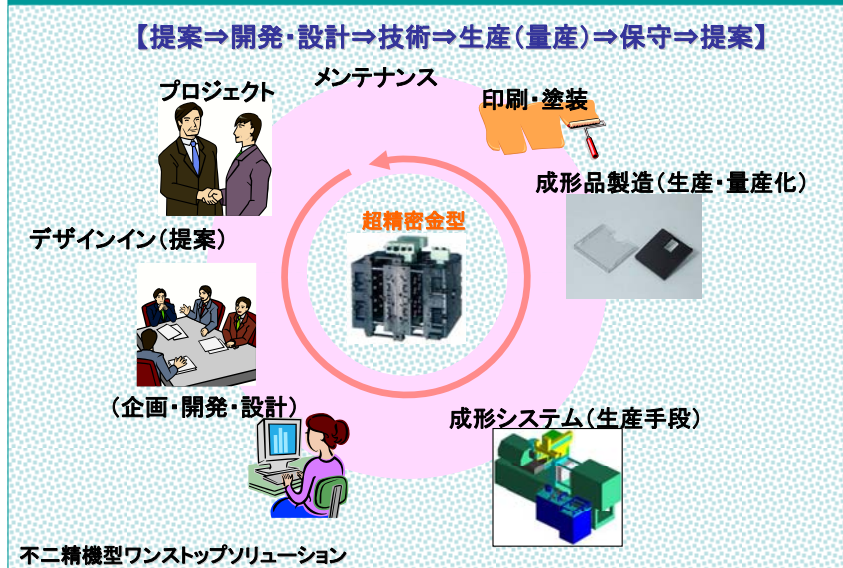 【提案⇒開発・設計⇒技術⇒生産（量産）⇒保守⇒提案】
メンテナンス
プロジェクト
印刷・塗装
成形品製造（生産・量産化）
超精密金型
デザインイン（提案）
（企画・開発・設計）
成形システム（生産手段）
不二精機型ワンストップソリューション